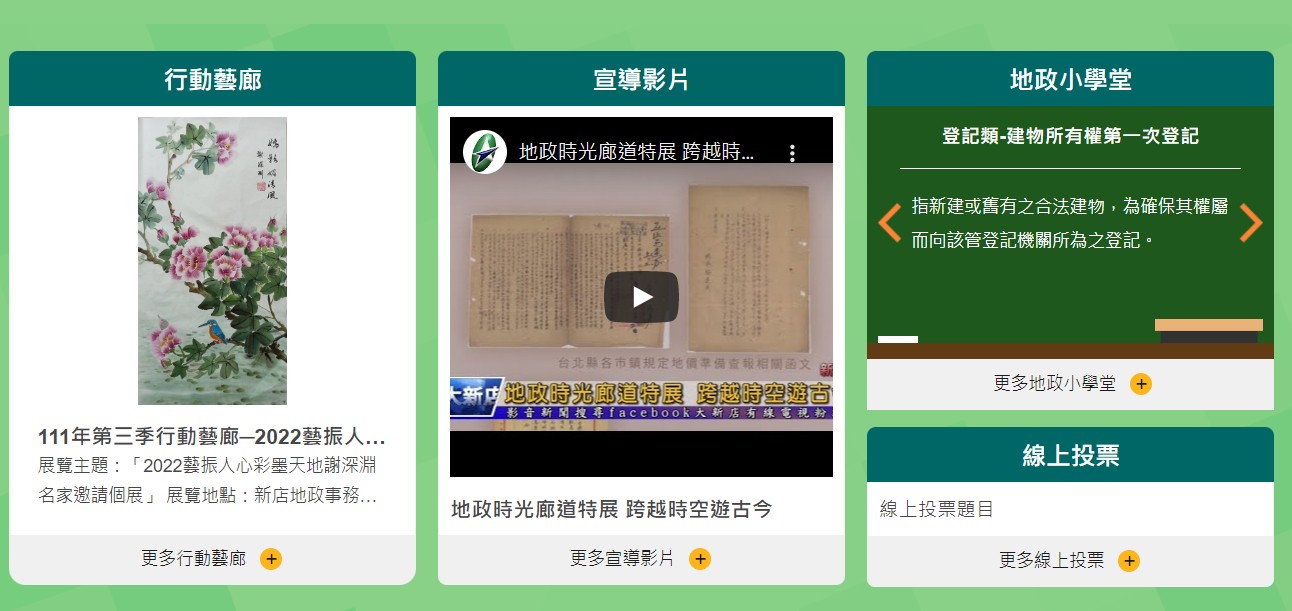 行動藝廊
111年第三季行動藝廊─2022藝振人...
展覽主題：「2022藝振人心彩墨天地謝深淵
名家邀請個展」 展覽地點：新店地政事務...
更多行動藝廊
宣導影片
地政時光廊道特展 跨越時...
台北縣各市鎮規定地價準備查報相關函文
大新店 地政時光廊道特展 跨越時空遊古
影音新聞搜尋facebook大新店有線電視粉
地政時光廊道特展 跨越時空遊古今
更多宣導影片
地政小學堂
登記類-建物所有權第一次登記
指新建或舊有之合法建物，為確保其權屬
而向該管登記機關所為之登記。
更多地政小學堂
線上投票
線上投票題目
更多線上投票